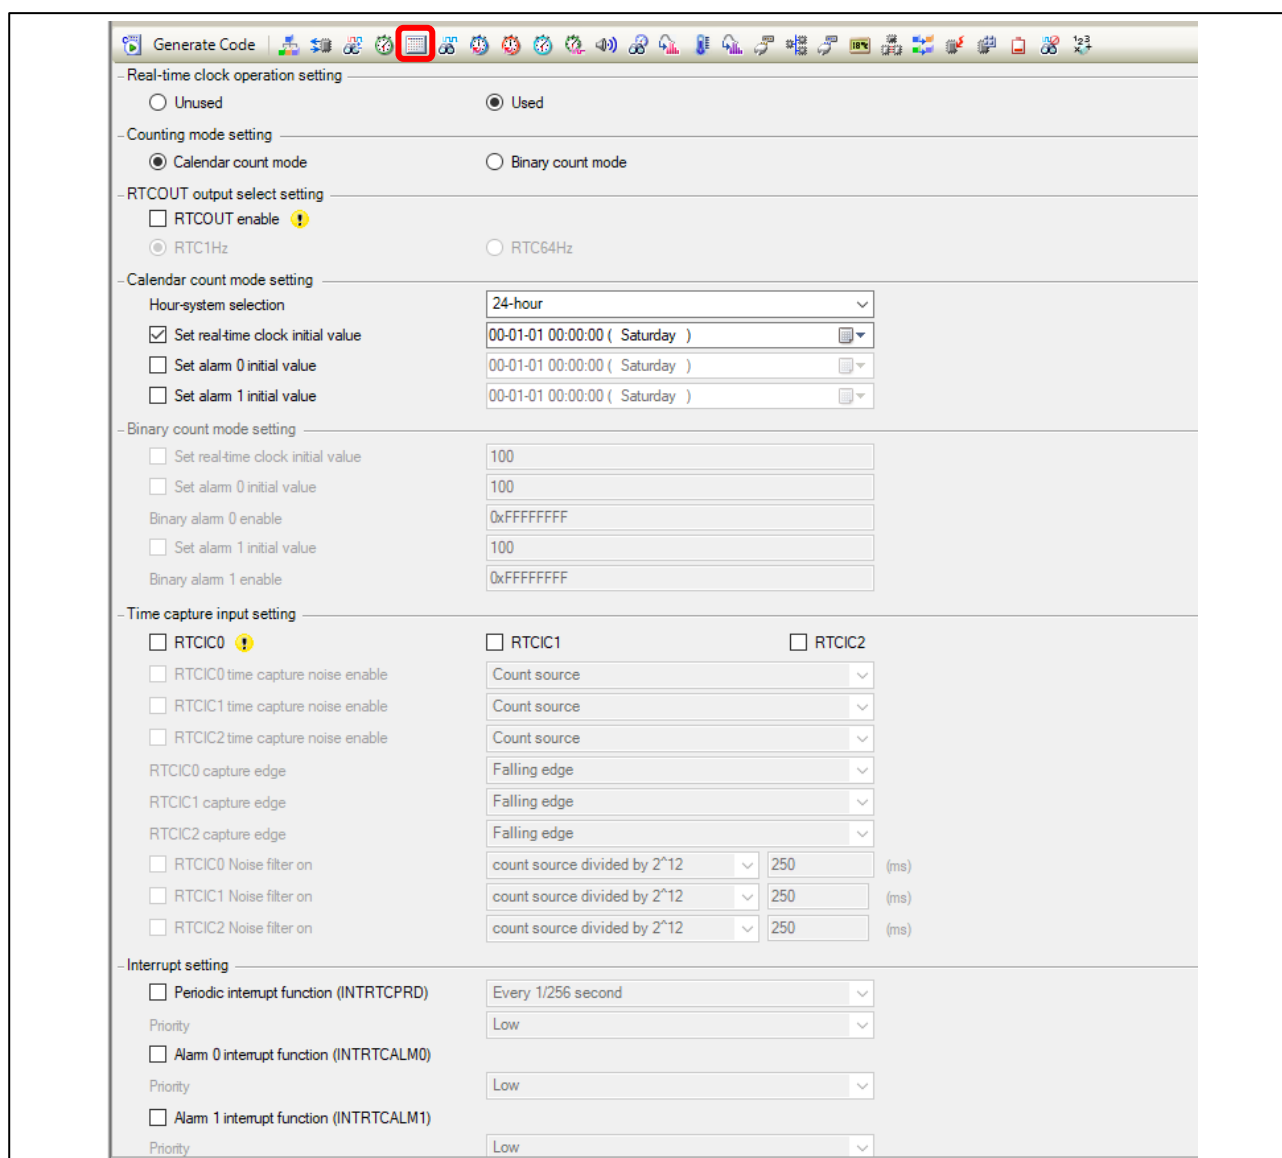 Generate Code
Real-time clock operation setting
Unused Used
Counting mode setting
Calendar count mode Binary count mode
RTCOUT output select setting
RTCOUT enable
RTC1Hz RTC64Hz
Calendar count mode setting
Hour-system selection 24-hour
Set real-time clock initial value 00-01-01 00:00:00 ( Saturday )
Set alarm 0 initial value 00-01-01 00:00:00 ( Saturday )
Set alarm 1 initial value 00-01-01 00:00:00 ( Saturday )
Binary count mode setting
Set real-time clock initial value 100
Set alarm 0 initial value 100
Binary alarm 0 enable 0xFFFFFFFF
Set alarm 1 initial value 100
Binary alarm 1 enable 0xFFFFFFFF
Time capture input setting
RTCIC0 RTCIC1 RTCIC2
RTCIC0 time capture noise enable Count source
RTCIC1 time capture noise enable Count source
RTCIC2 time capture noise enable Count source
RTCIC0 capture edge Falling edge
RTCIC1 capture edge Falling edge
RTCIC2 capture edge Falling edge
RTCIC0 Noise filter on count source divided by 2^12 250 (ms)
RTCIC1 Noise filter on count source divided by 2^12 250 (ms)
RTCIC2 Noise filter on count source divided by 2^12 250 (ms)
Interrupt setting
Periodic interrupt function (INTRTCPRD) Every 1/256 second
Priority Low
Alarm 0 interrupt function (INTRTCALM0)
Priority Low
Alarm 1 interrupt function (INTRTCALM1)
Priority Low